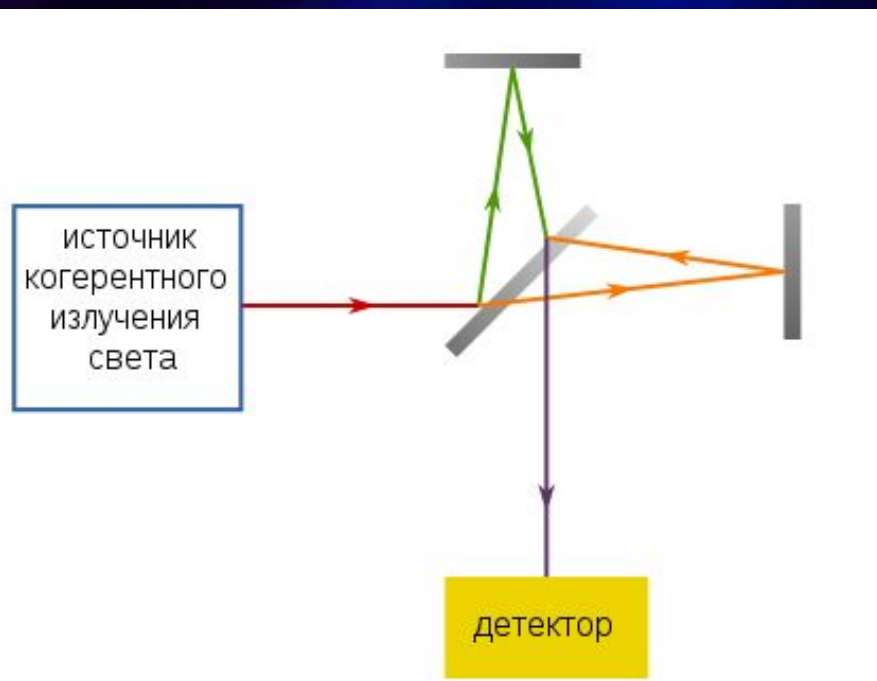 источник
когерентного
излучения
света
детектор